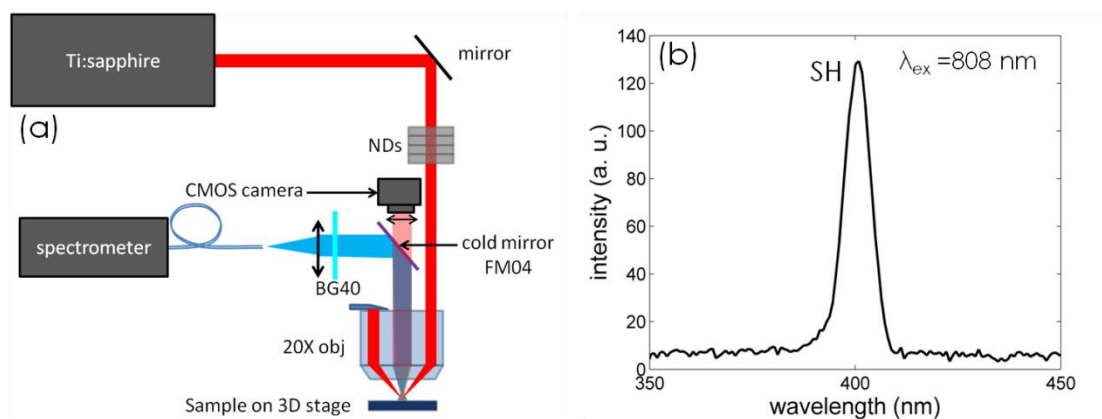 Ti:sapphire
mirror
(a)
NDs
CMOS camera
spectrometer
cold mirror
FM04
BG40
20X obj
Sample on 3D stage
(b)
SH
λex =808 nm
140
120
100
80
60
40
20
0
350
400
450
intensity (a. u.)
wavelength (nm)